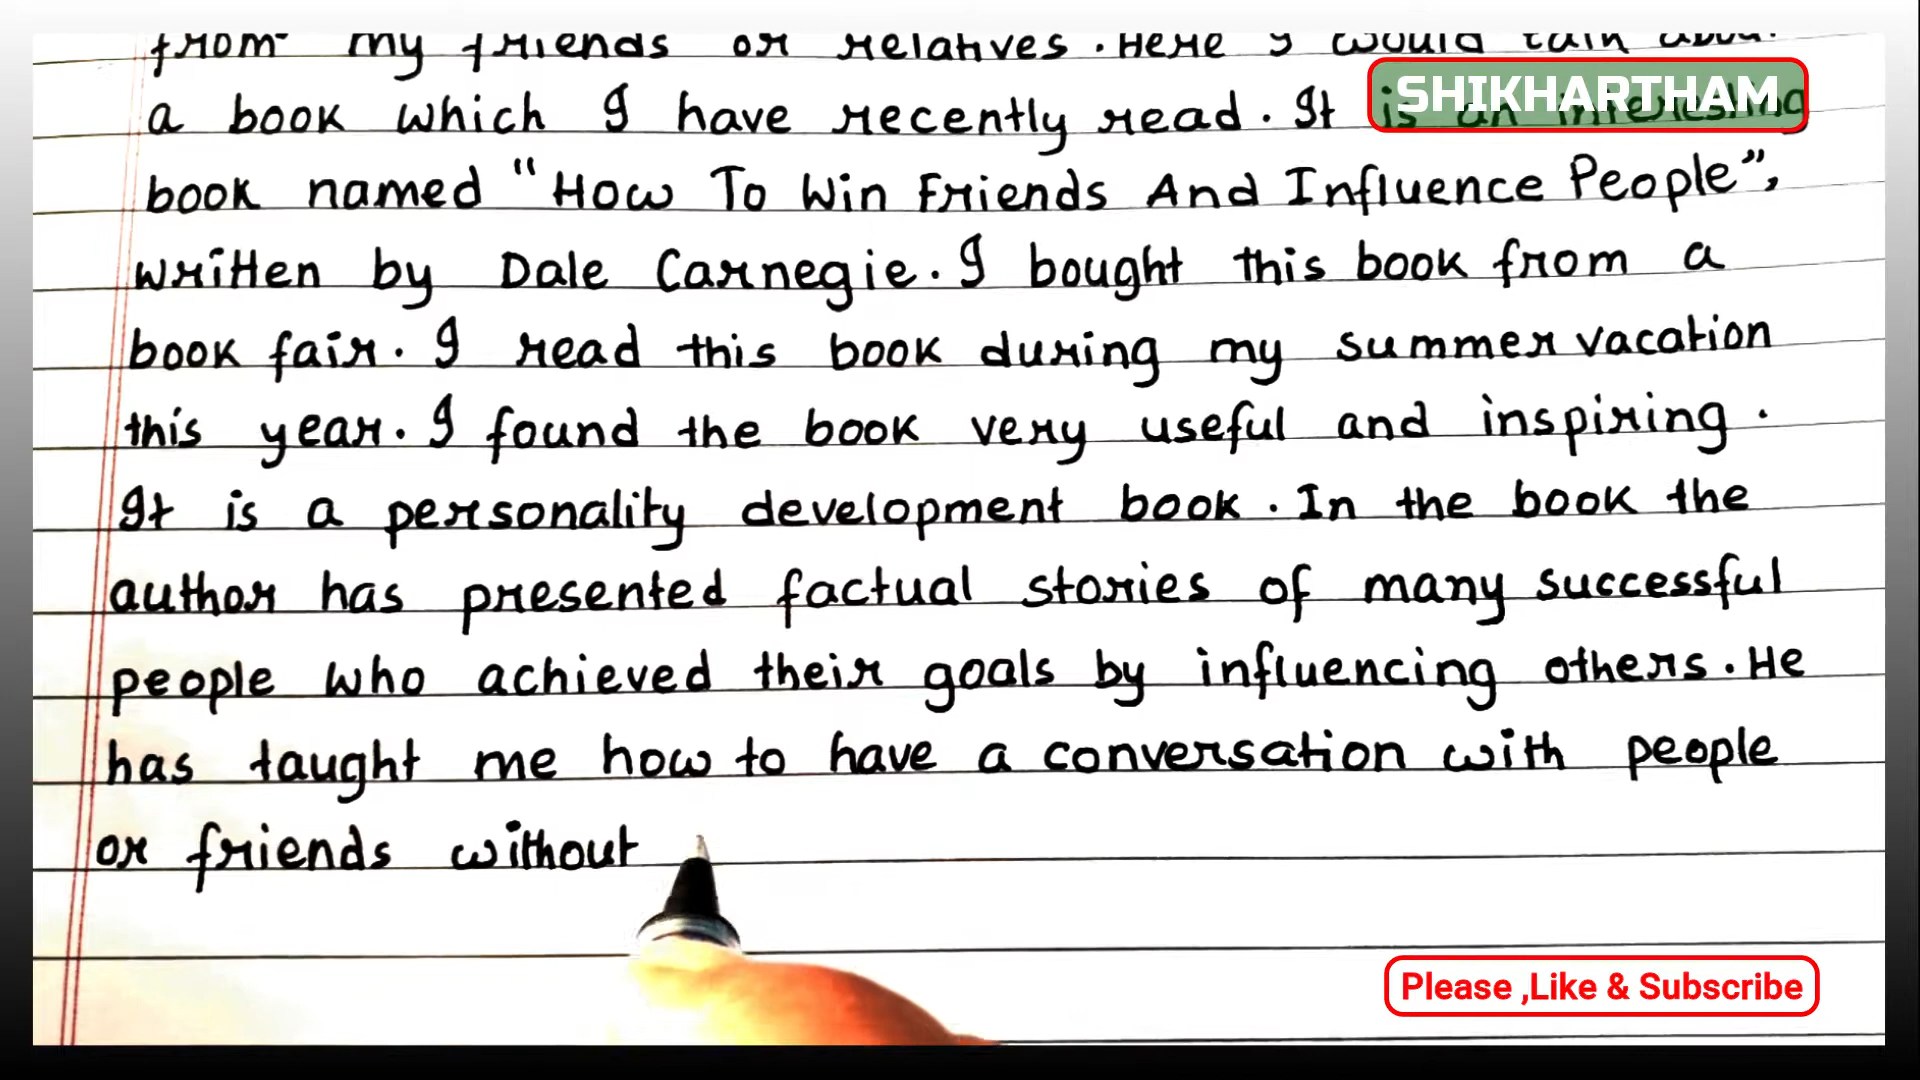 from my friends or relatives. Here I would talk about
SHIKHARTHAM
a book which I have recently read. It is an interesting
book named "How To Win Friends And Influence People",
written by Dale Carnegie. I bought this book from a
book fair. I read this book during my summer vacation
this year. I found the book very useful and inspiring.
It is a personality development book. In the book the
author has presented factual stories of many successful
people who achieved their goals by influencing others. He
has taught me how to have a conversation with people
or friends without
Please ,Like & Subscribe